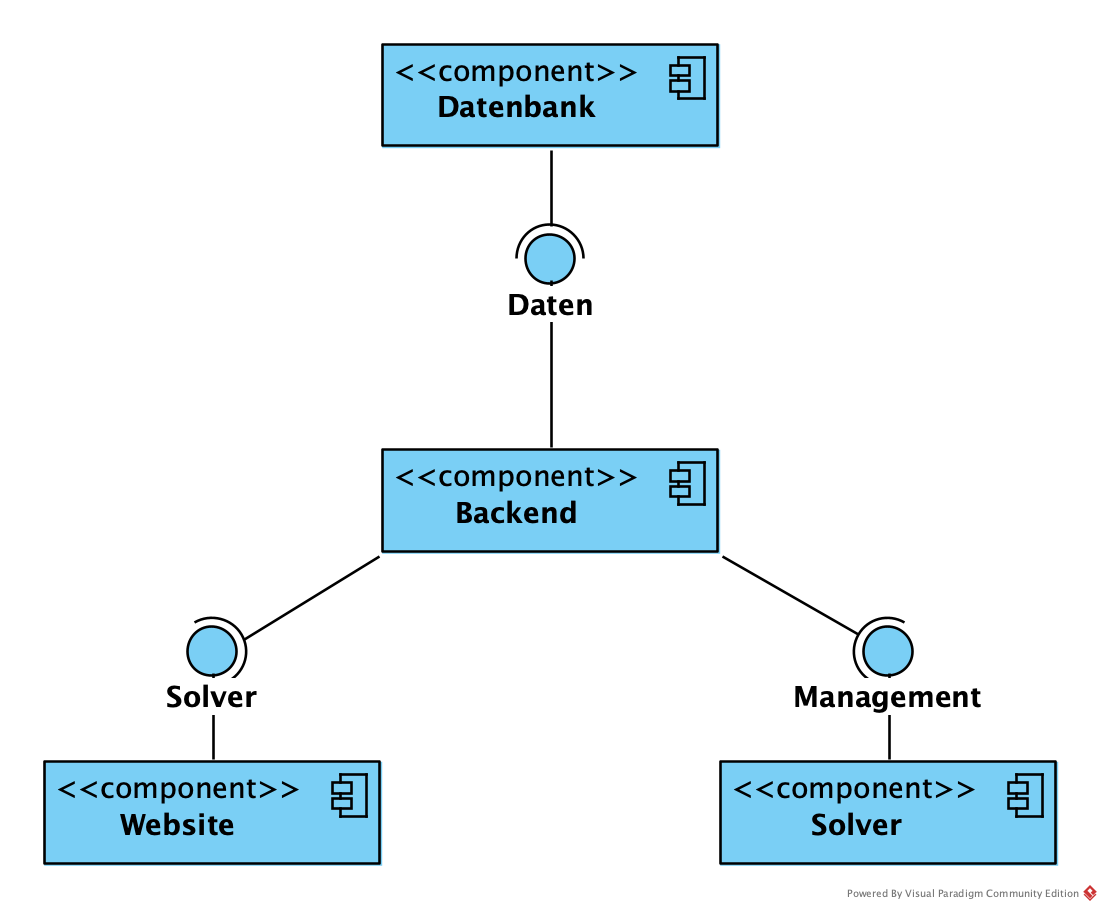 <<component>>
Datenbank
Daten
<<component>>
Backend
Solver
Management
<<component>>
Website
<<component>>
Solver
Powered By Visual Paradigm Community Edition